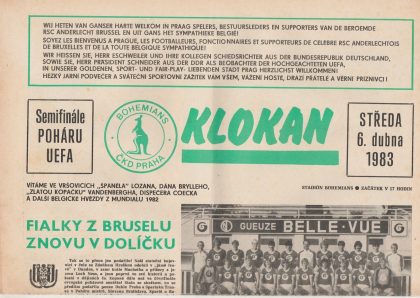 WIJ HETEN VAN GANSER HARTE WELKOM IN PRAAG SPELERS, BESTUURSLEDERS EN SUPPORTERS VAN DE BEROEMDE
RSC ANDERLECHT BRUSSEL EN UIT GANS HET SYMPATHIEKE BELGIE!
SOYEZ LES BIENVENUS A PRAGUE, LES FOOTBALLEURS, FONCTIONNAIRES ET SUPPORTEURS DE CELEBRE RSC ANDERLECHTOIS
DE BRUXELLES ET DE LA TOUTE BELGIQUE SYMPATHIQUE!
WIR HEISSEN SIE, HERR ESCHWEILER UND IHRE KOLLEGEN SCHIEDSRICHTER AUS DER BUNDESREPUBLIK DEUTSCHLAND,
SOWIE SIE, HERR PRÄSIDENT SCHNEIDER AUS DER DDR ALS BEOBACHTER DER HOCHGEACHTETEN UEFA,
IN UNSERER GOLDENEN, SPORT- UND FAIR-PLAY- LIEBENDEN STADT PRAG HERZLICHST WILLKOMMEN!
HEZKÝ JARNÍ PODVEČER A STATEČNÍ SPORTOVNÍ ZÁŽITEK VÁM VŠEM, VÁŽENÍ HOSTÉ, DRAZÍ PŘÁTELÉ A VĚRNÍ PŘÍZNIVCI!
Semifinále
POHÁRU
UEFA
BOHEMIANS
ČKD PRAHA
KLOKAN
STŘEDA
6. dubna
1983
VÍTÁME VE VRŠOVICÍCH „ŠPANĚLA" LOZANA, DÁNA BRYLLEHO,
„ZLATOU KOPAČKU" VANDENBERGHA, DISPEČERA COECKA
A DALŠÍ BELGICKÉ HVĚZDY Z MUNDIALU 1982
STADIÓN BOHEMIANS
ZAČÁTEK V 17 HODIN
FIALKY Z BRUSELU
ZNOVU V DOLÍČKU
GUEUZE BELLE-VUE